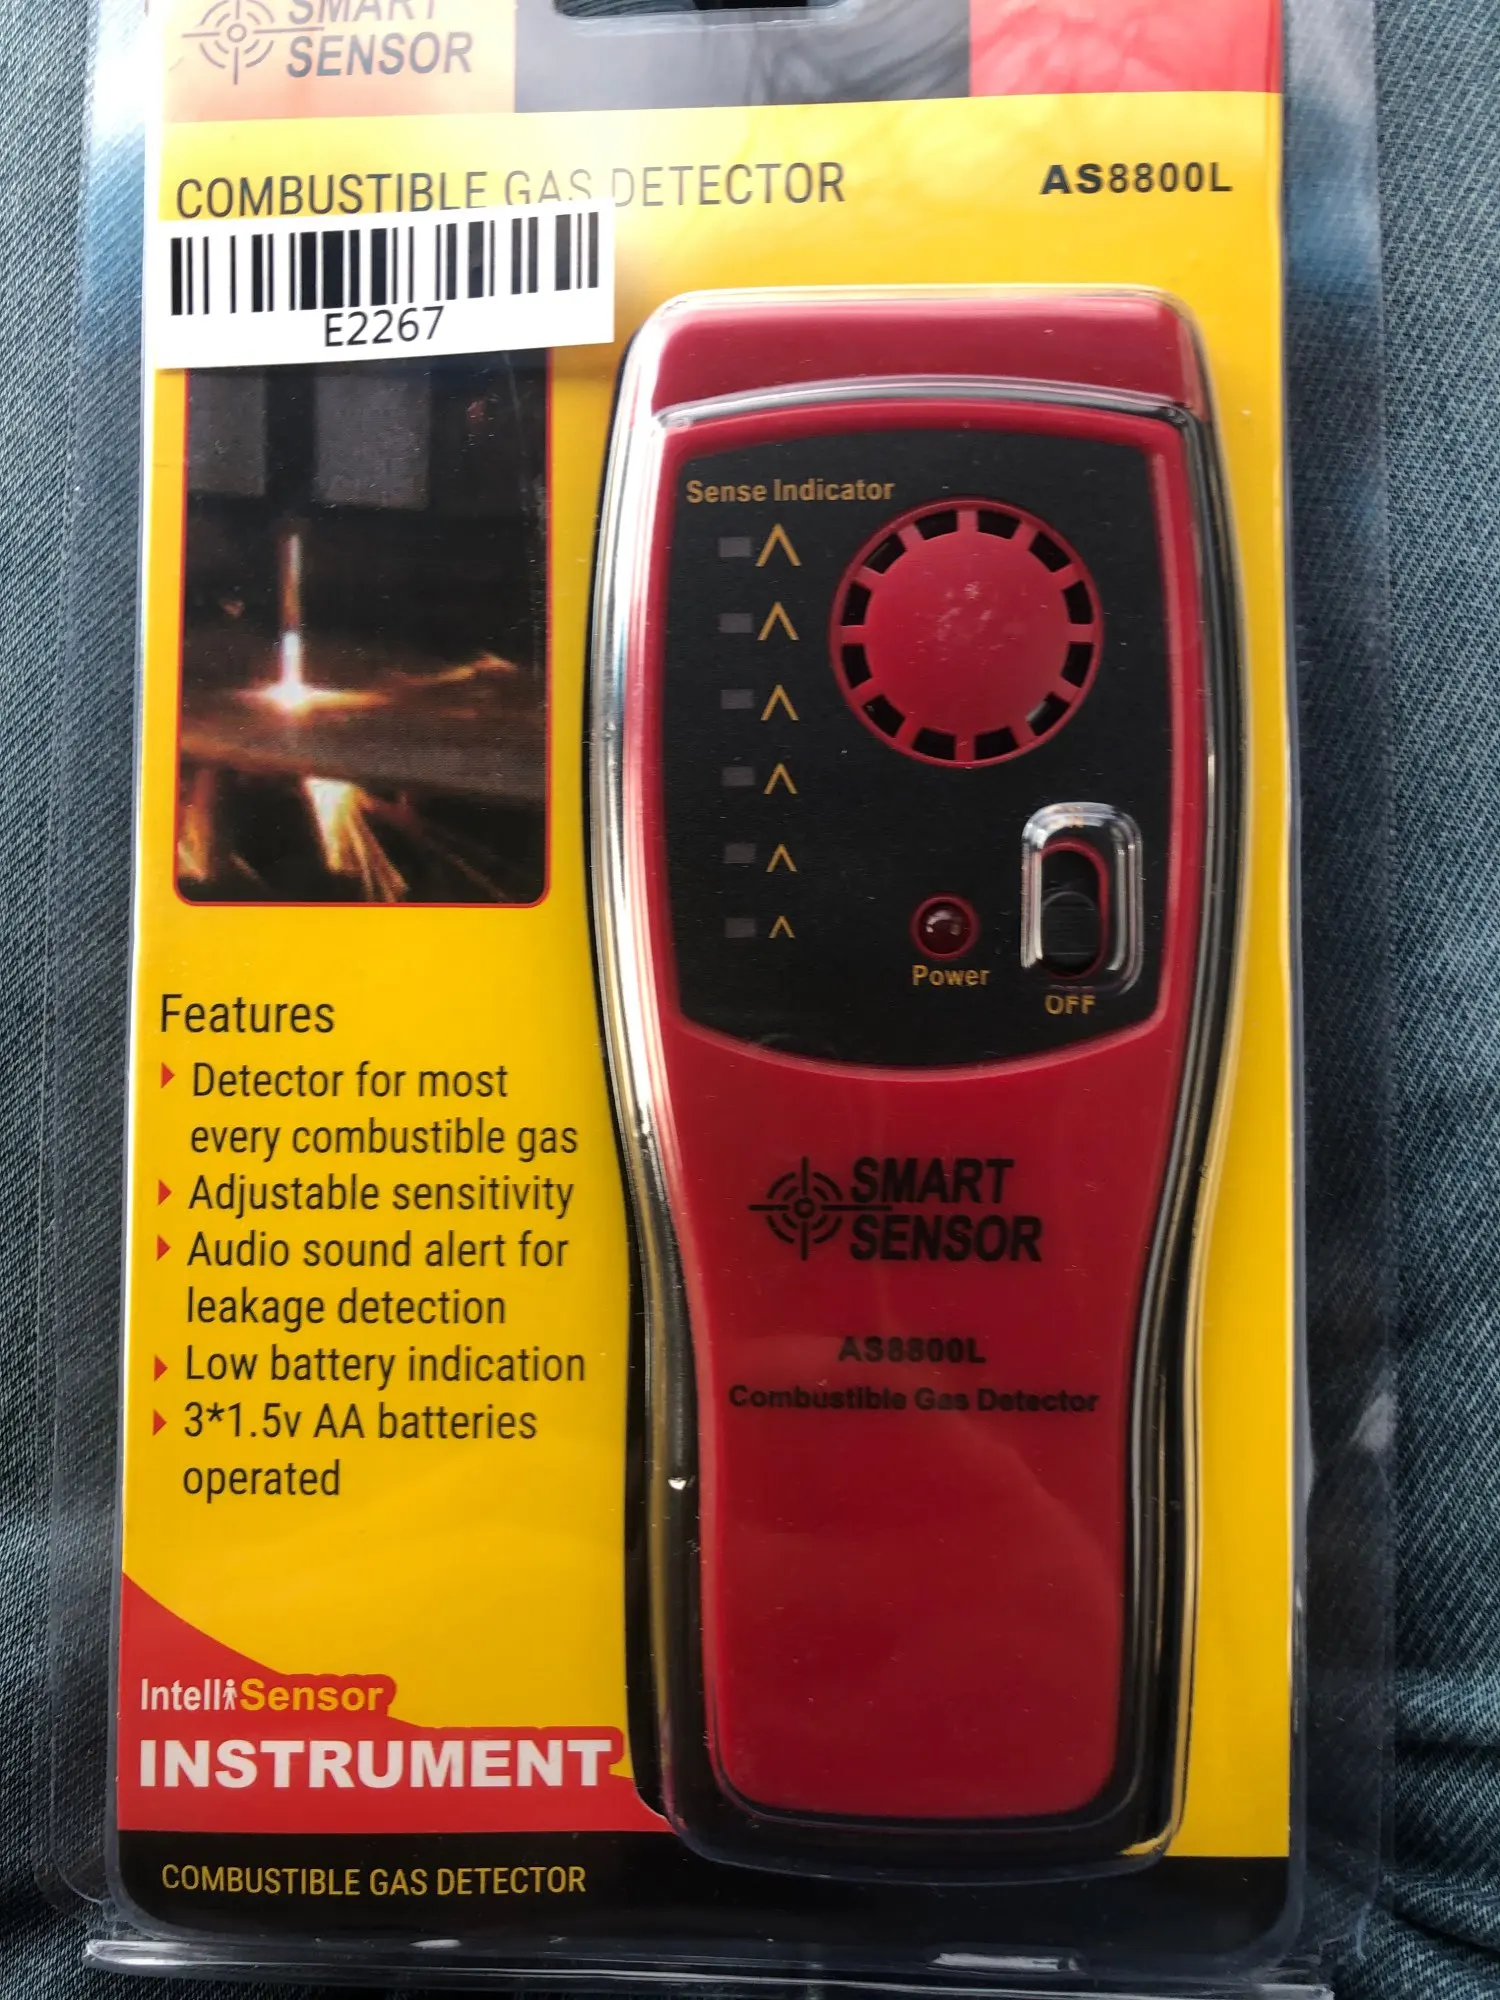 SMART
SENSOR
COMBUSTIBLE GAS DETECTOR
AS8800L
E2267
Sense Indicator
Power
OFF
Features
Detector for most
every combustible gas
Adjustable sensitivity
Audio sound alert for
leakage detection
Low battery indication
3*1.5v AA batteries
operated
SMART
SENSOR
AS8800L
Combustible Gas Detector
IntelliSensor
INSTRUMENT
COMBUSTIBLE GAS DETECTOR